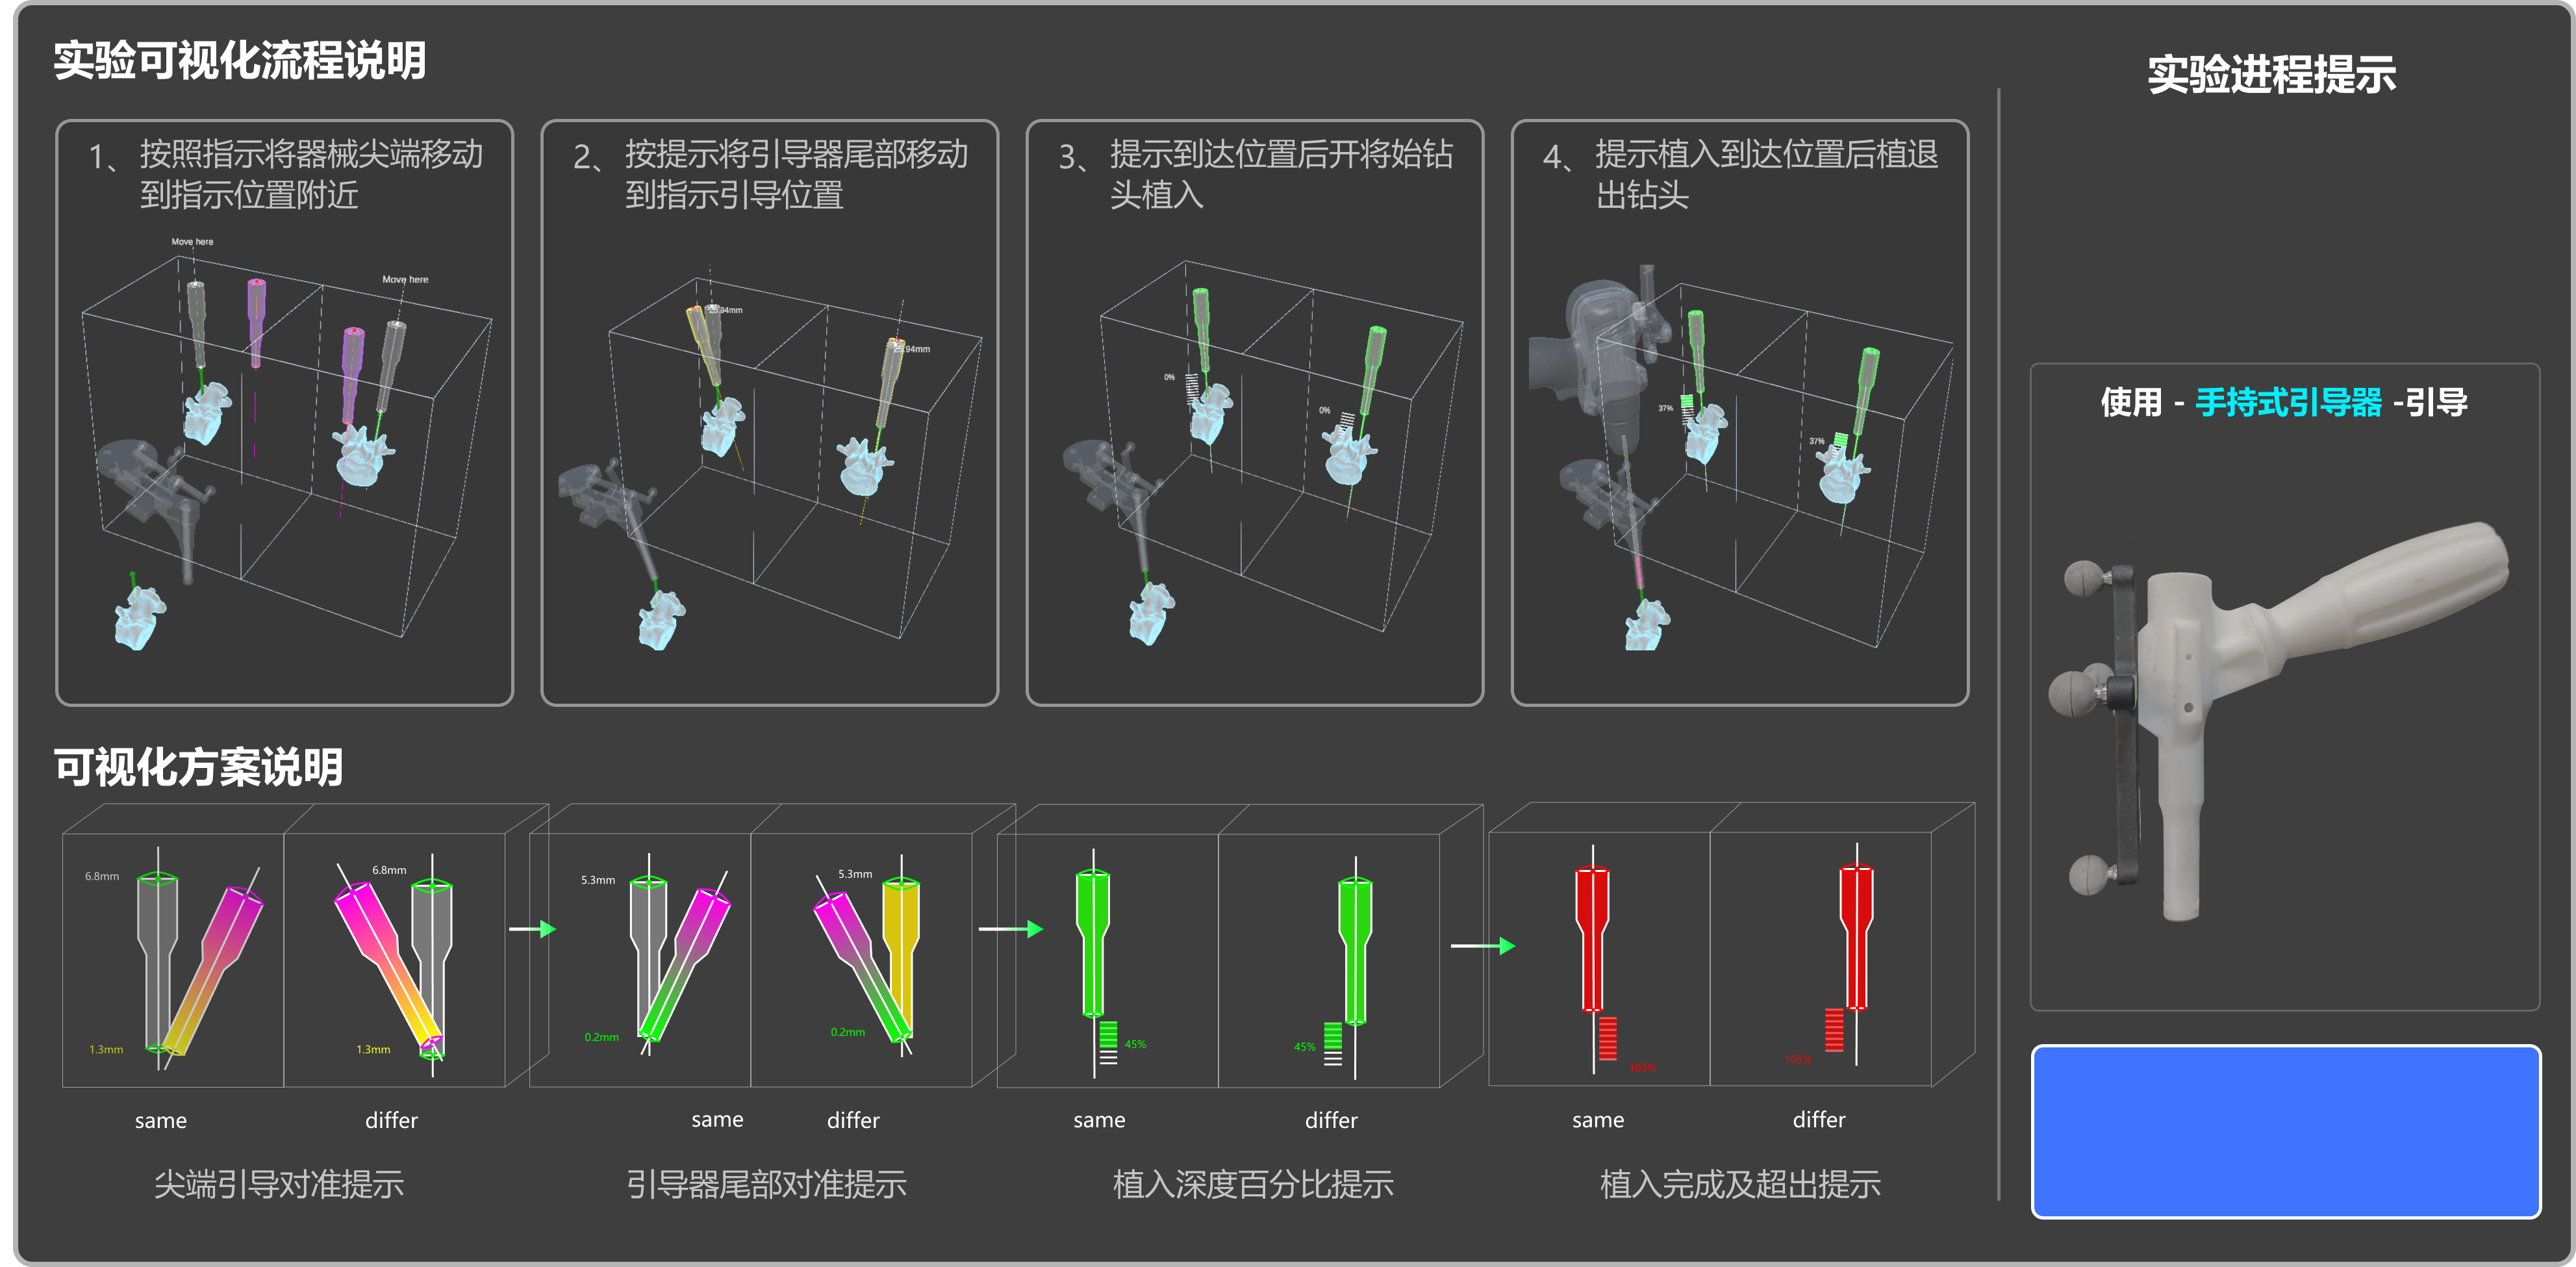 实验可视化流程说明
1、按照指示将器械尖端移动
到指示位置附近
Move here
Move here
2、按提示将引导器尾部移动
到指示引导位置
25.94mm
25.94mm
3、提示到达位置后开将始钻
头植入
0%
0%
4、提示植入到达位置后植退
出钻头
37%
37%
可视化方案说明
6.8mm
1.3mm
6.8mm
1.3mm
same
differ
尖端引导对准提示
5.3mm
0.2mm
5.3mm
0.2mm
same
differ
引导器尾部对准提示
45%
45%
same
differ
植入深度百分比提示
105%
105%
same
differ
植入完成及超出提示
实验进程提示
使用 - 手持式引导器 -引导